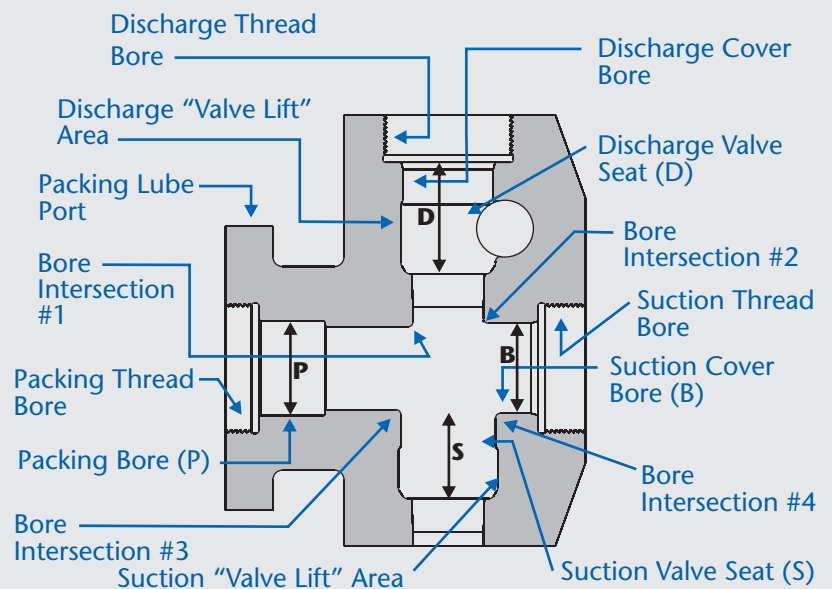 Discharge Thread
Bore
Discharge Cover
Bore
Discharge “Valve Lift”
Area
Discharge Valve
Seat (D)
Packing Lube
Port
D
Bore
Intersection
#1
Bore
Intersection #2
Suction Thread
Bore
P
B
Suction Cover
Bore (B)
Packing Thread
Bore
Packing Bore (P)
S
Bore
Intersection #4
Bore
Intersection #3
Suction “Valve Lift” Area
Suction Valve Seat (S)